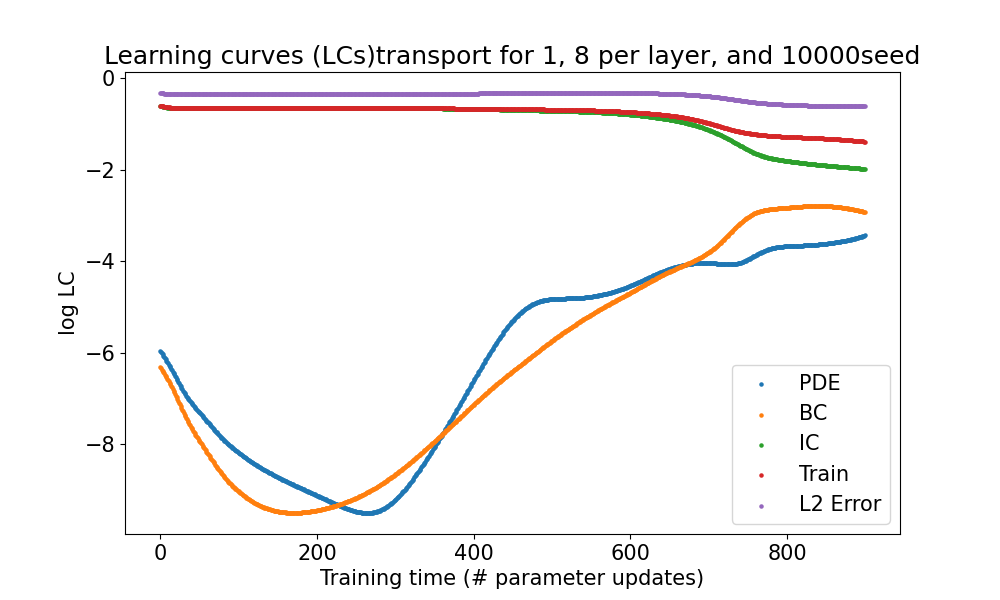 Learning curves (LCs)transport for 1, 8 per layer, and 10000seed
0
−2
−4
−6
−8
log LC
0 200 400 600 800
Training time (# parameter updates)
PDE
BC
IC
Train
L2 Error